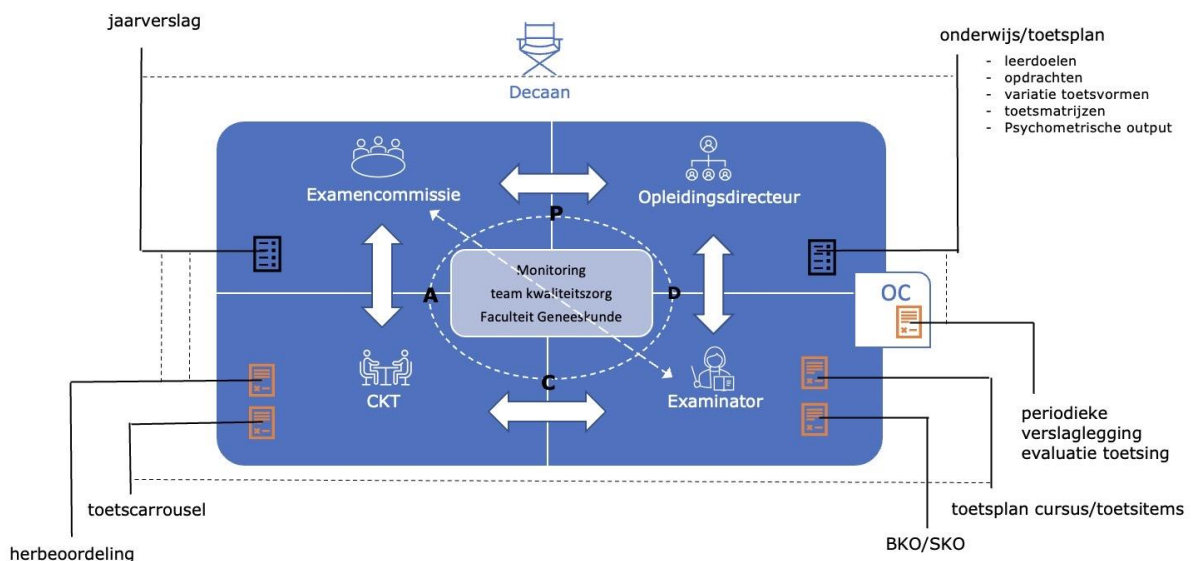 jaarverslag
Decaan
onderwijs/toetsplan
- leerdoelen
- opdrachten
- variatie toetsvormen
- toetsmatrijzen
- Psychometrische output
Examencommissie
Opleidingsdirecteur
P
A
Monitoring
team kwaliteitszorg
Faculteit Geneeskunde
D
OC
C
CKT
Examinator
periodieke
verslaglegging
evaluatie toetsing
toetscarrousel
toetsplan cursus/toetsitems
herbeoordeling
BKO/SKO